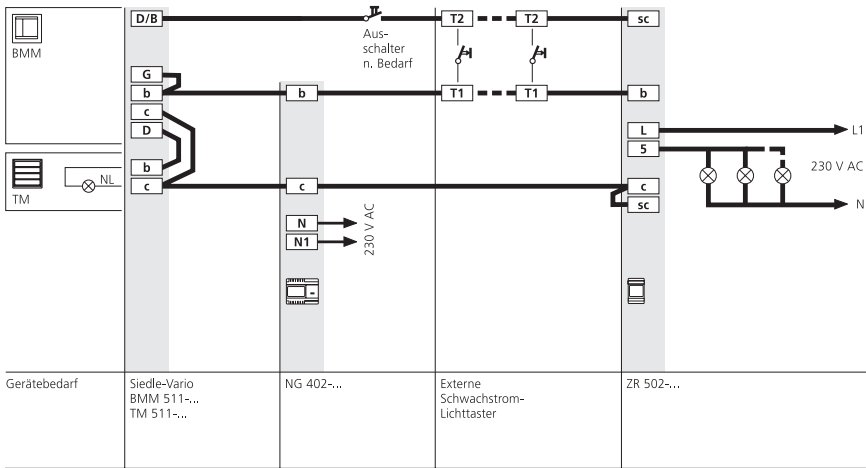 BMM
D/B
Aus-
schalter
n. Bedarf
T2
T2
sc
G
b
b
T1
T1
b
c
D
L
L1
5
b
230 V AC
TM
NL
c
c
c
sc
N
N
N1
230 V AC
Gerätebedarf
Siedle-Vario
BMM 511-...
TM 511-...
NG 402-...
Externe
Schwachstrom-
Lichttaster
ZR 502-...